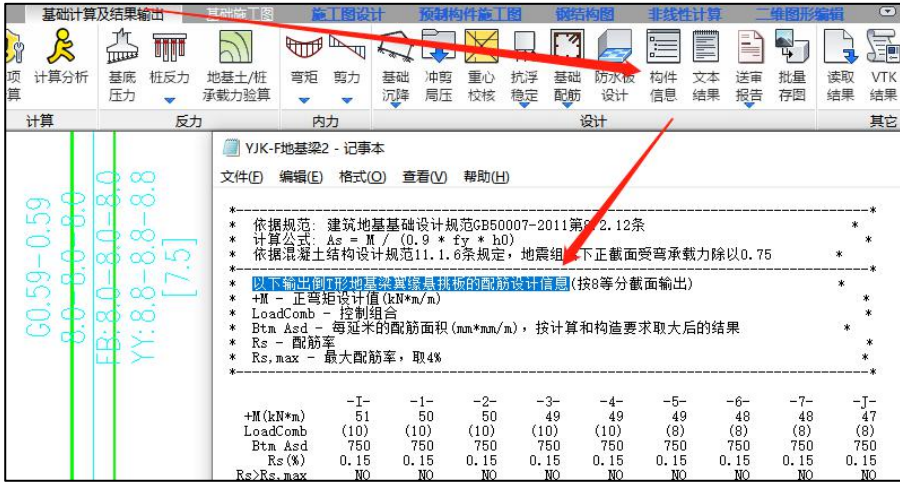 基础计算及结果输出 基础施工图 施工图设计 预制构件施工图 钢结构图 非线性计算 二维图形编辑
项 计算分析 基底 桩反力 地基土/桩 弯矩 剪力 基础 冲剪 重心 抗浮 基础 防水板 构件 文本 送审 批量 读取 VTK
算 压力 承载力验算 沉降 局压 校核 稳定 配筋 设计 信息 结果 报告 存图 结果 结果
计算 反力 内力 设计 其它
G0.59-0.59
8.0-8.0-8.0
FB:8.0-8.0-8.0
YY:8.8-8.8-8.8
[7.5]
YJK-F地基梁2 - 记事本
文件(F) 编辑(E) 格式(O) 查看(V) 帮助(H)
*----------------------------------------------------------------------*
* 依据规范: 建筑地基基础设计规范GB50007-2011第8.2.12条 *
* 计算公式: As = M / (0.9 * fy * h0) *
* 依据混凝土结构设计规范11.1.6条规定，地震组 下正截面受弯承载力除以0.75 *
*----------------------------------------------------------------------*
* 以下输出倒T形地基梁翼缘悬挑板的配筋设计信息(按8等分截面输出) *
* +M - 正弯矩设计值(kN*m/m) *
* LoadComb - 控制组合 *
* Btm Asd - 每延米的配筋面积(mm*mm/m)，按计算和构造要求取大后的结果 *
* Rs - 配筋率 *
* Rs,max - 最大配筋率，取4% *
*----------------------------------------------------------------------*
-I- -1- -2- -3- -4- -5- -6- -7- -J-
+M(kN*m) 51 50 50 49 49 49 48 48 47
LoadComb (10) (10) (10) (10) (10) (8) (8) (8) (8)
Btm Asd 750 750 750 750 750 750 750 750 750
Rs(%) 0.15 0.15 0.15 0.15 0.15 0.15 0.15 0.15 0.15
Rs>Rs,max NO NO NO NO NO NO NO NO NO